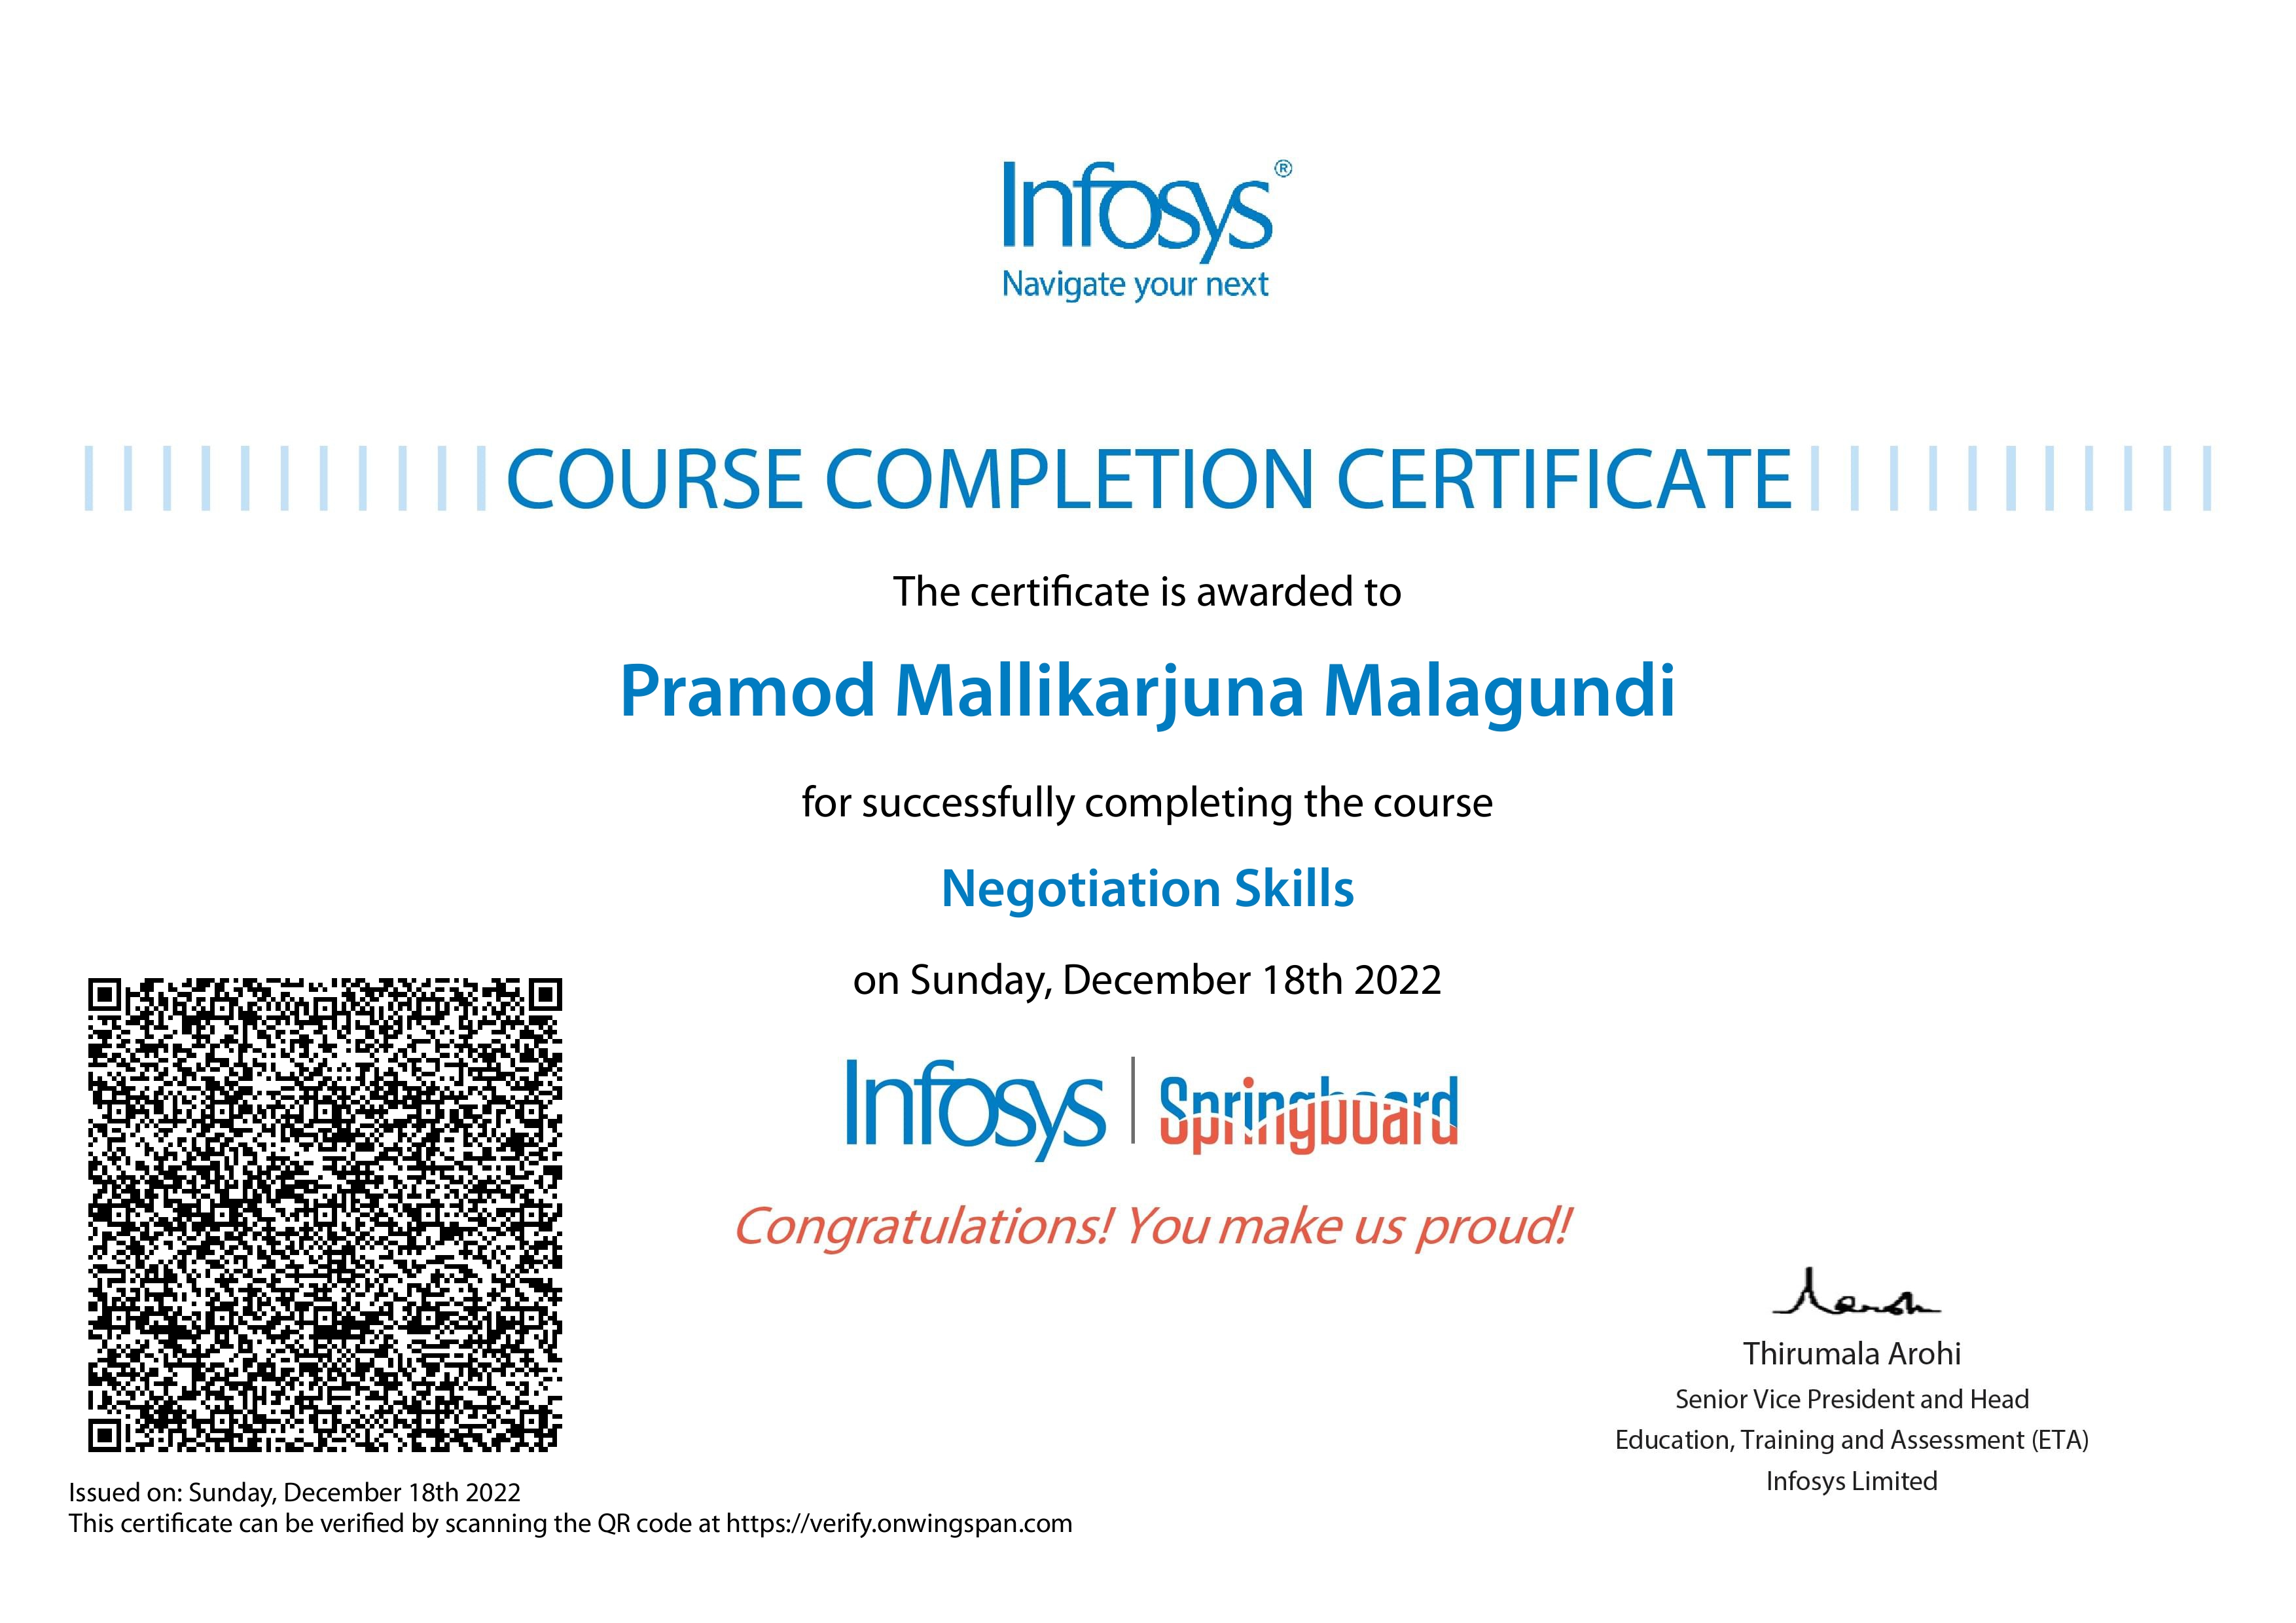 Infosys®
Navigate your next
COURSE COMPLETION CERTIFICATE
The certificate is awarded to
Pramod Mallikarjuna Malagundi
for successfully completing the course
Negotiation Skills
on Sunday, December 18th 2022
Infosys | Springboard
Congratulations! You make us proud!
Thirumala Arohi
Senior Vice President and Head
Education, Training and Assessment (ETA)
Infosys Limited
Issued on: Sunday, December 18th 2022
This certificate can be verified by scanning the QR code at https://verify.onwingspan.com